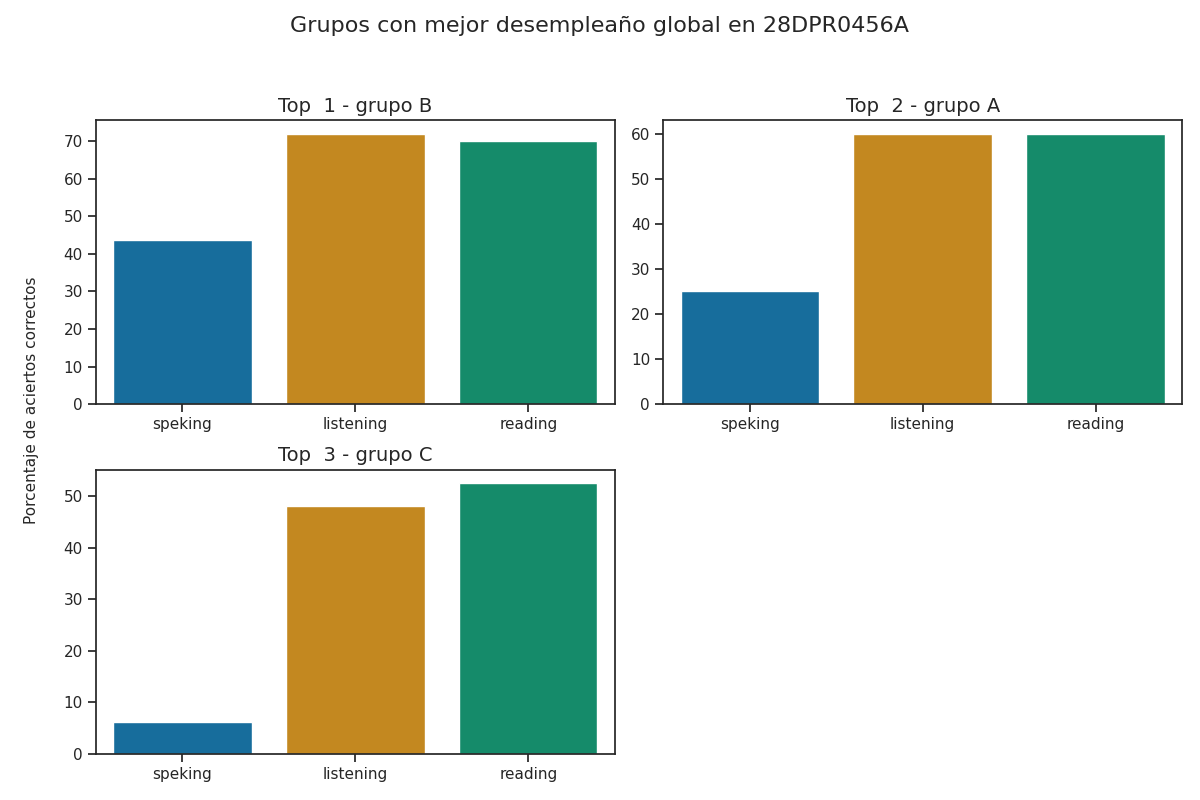 Grupos con mejor desempleaño global en 28DPR0456A
Porcentaje de aciertos correctos
Top  1 - grupo B
70
60
50
40
30
20
10
0
speking listening reading
Top  2 - grupo A
60
50
40
30
20
10
0
speking listening reading
Top  3 - grupo C
50
40
30
20
10
0
speking listening reading